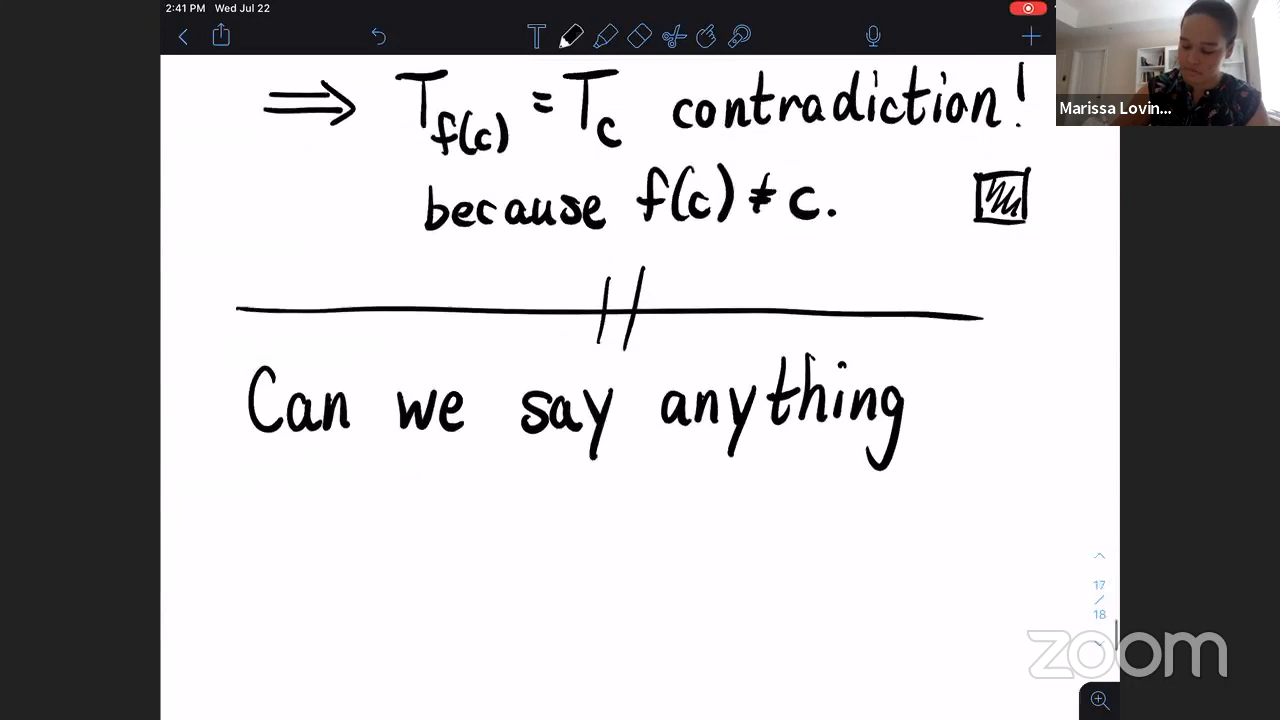 2:41 PM Wed Jul 22
⟹ T_f(c) = T_c contradiction!
Marissa Lovin...
because f(c) ≠ c.
Can we say anything
17
/
18
zoom